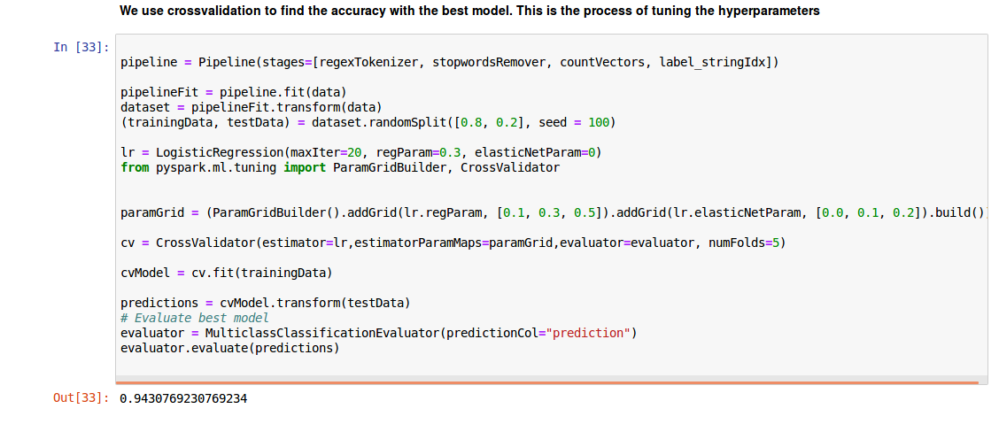 We use crossvalidation to find the accuracy with the best model. This is the process of tuning the hyperparameters
In [33]:
pipeline = Pipeline(stages=[regexTokenizer, stopwordsRemover, countVectors, label_stringIdx])
pipelineFit = pipeline.fit(data)
dataset = pipelineFit.transform(data)
(trainingData, testData) = dataset.randomSplit([0.8, 0.2], seed = 100)
lr = LogisticRegression(maxIter=20, regParam=0.3, elasticNetParam=0)
from pyspark.ml.tuning import ParamGridBuilder, CrossValidator
paramGrid = (ParamGridBuilder().addGrid(lr.regParam, [0.1, 0.3, 0.5]).addGrid(lr.elasticNetParam, [0.0, 0.1, 0.2]).build())
cv = CrossValidator(estimator=lr,estimatorParamMaps=paramGrid,evaluator=evaluator, numFolds=5)
cvModel = cv.fit(trainingData)
predictions = cvModel.transform(testData)
# Evaluate best model
evaluator = MulticlassClassificationEvaluator(predictionCol="prediction")
evaluator.evaluate(predictions)
Out[33]: 0.9430769230769234